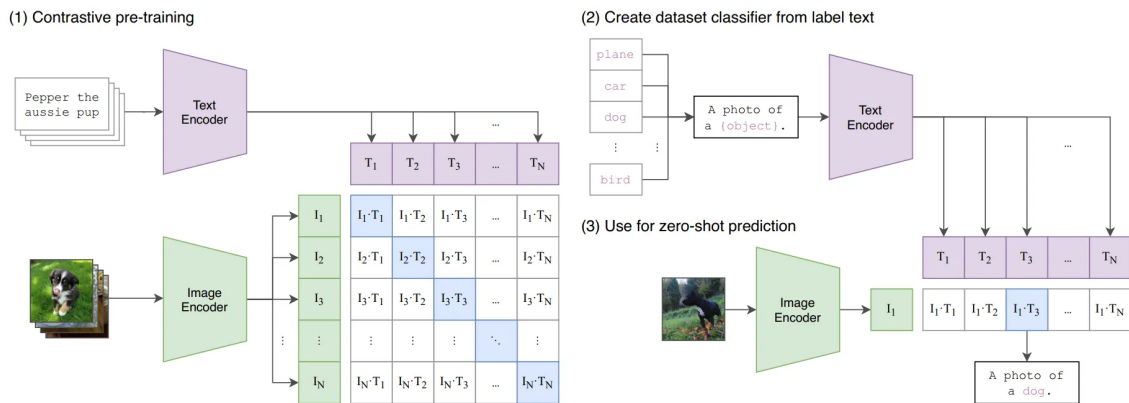 (1) Contrastive pre-training
Pepper the
aussie pup
Text
Encoder
...
T1 T2 T3 ... TN
I1 I1·T1 I1·T2 I1·T3 ... I1·TN
I2 I2·T1 I2·T2 I2·T3 ... I2·TN
Image
Encoder
I3 I3·T1 I3·T2 I3·T3 ... I3·TN
⋮ ⋮ ⋮ ⋮ ⋮ ⋱ ⋮
IN IN·T1 IN·T2 IN·T3 ... IN·TN
(2) Create dataset classifier from label text
plane
car
dog
⋮ ⋮
bird
A photo of
a {object}.
Text
Encoder
...
(3) Use for zero-shot prediction
T1 T2 T3 ... TN
Image
Encoder
I1 I1·T1 I1·T2 I1·T3 ... I1·TN
A photo of
a dog.